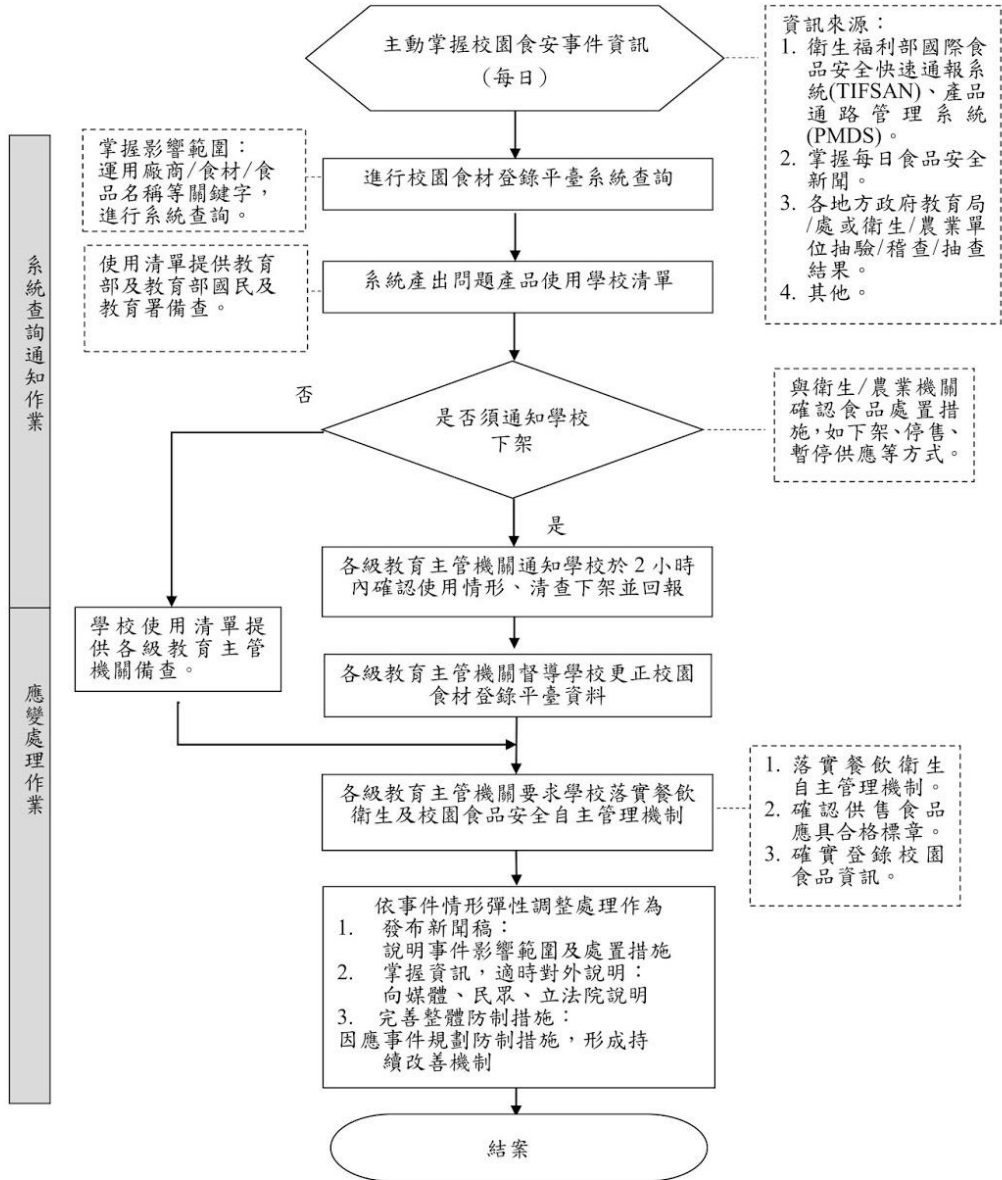 主動掌握校園食安事件資訊
(每日)
資訊來源：
1. 衛生福利部國際食
品安全快速通報系
統(TIFSAN)、產品
通路管理系統
(PMDS)。
2. 掌握每日食品安全
新聞。
3. 各地方政府教育局
/處或衛生/農業單
位抽驗/稽查/抽查
結果。
4. 其他。
系統查詢通知作業
掌握影響範圍：
運用廠商/食材/食
品名稱等關鍵字，
進行系統查詢。
進行校園食材登錄平臺系統查詢
使用清單提供教育
部及教育部國民及
教育署備查。
系統產出問題產品使用學校清單
否
是否須通知學校
下架
與衛生/農業機關
確認食品處置措
施，如下架、停售、
暫停供應等方式。
是
各級教育主管機關通知學校於 2 小時
內確認使用情形、清查下架並回報
應變處理作業
學校使用清單提
供各級教育主管
機關備查。
各級教育主管機關督導學校更正校園
食材登錄平臺資料
各級教育主管機關要求學校落實餐飲
衛生及校園食品安全自主管理機制
1. 落實餐飲衛生
自主管理機制。
2. 確認供售食品
應具合格標章。
3. 確實登錄校園
食品資訊。
依事件情形彈性調整處理作為
1. 發布新聞稿：
說明事件影響範圍及處置措施
2. 掌握資訊，適時對外說明：
向媒體、民眾、立法院說明
3. 完善整體防制措施：
因應事件規劃防制措施，形成持
續改善機制
結案